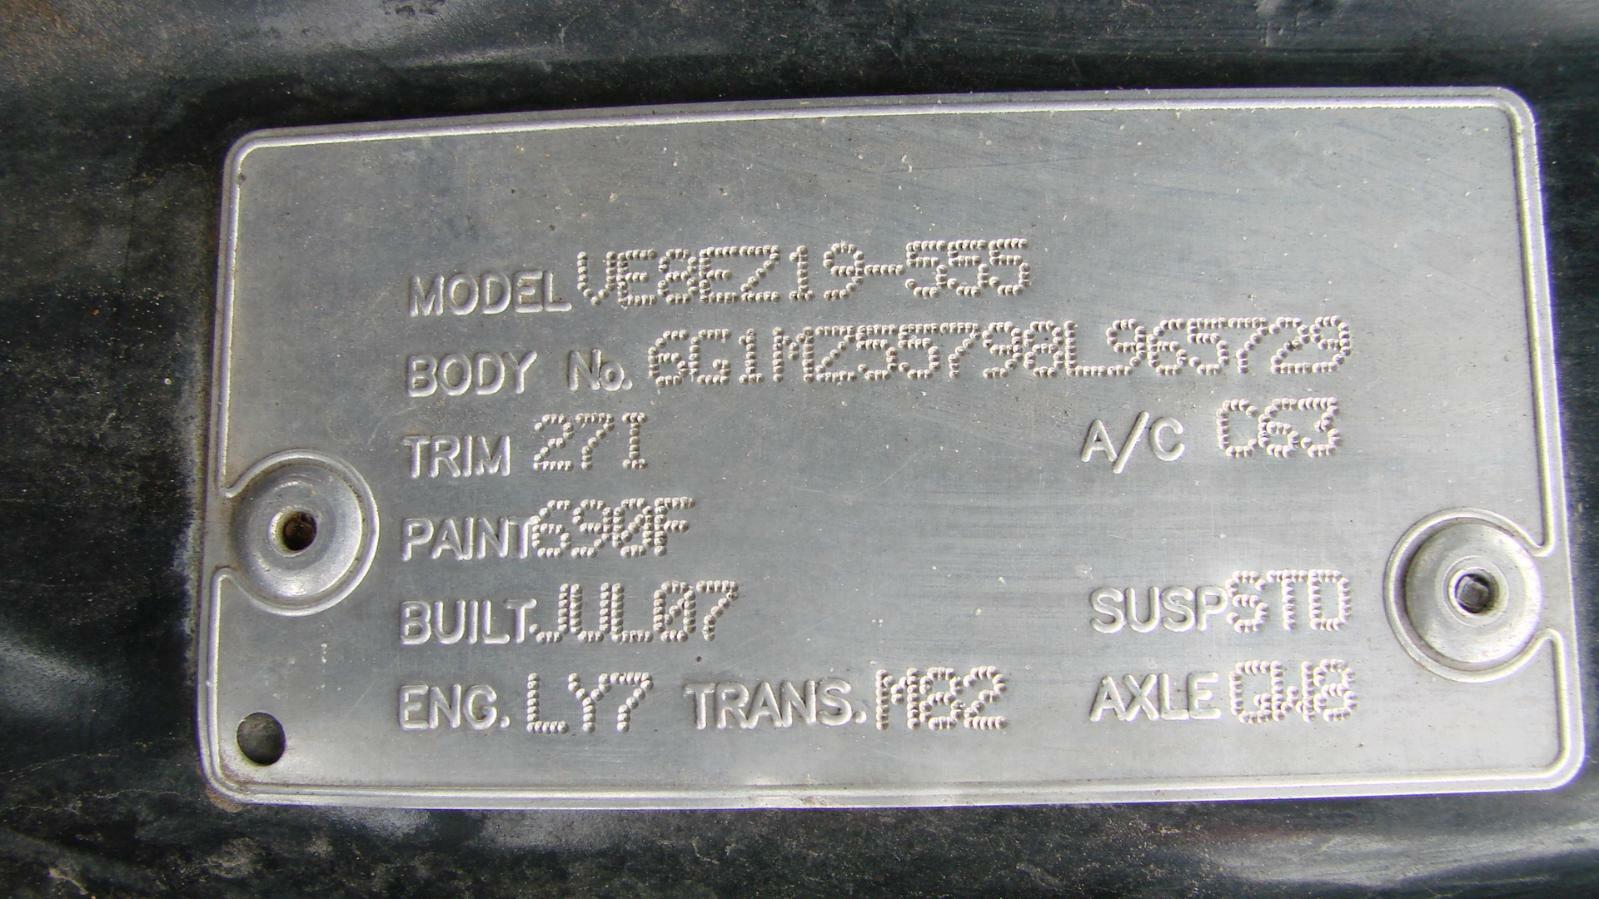 MODEL VE8EZ19-555
BODY No. 6G1MZ55798L965729
TRIM 27I A/C C63
PAINT 690F
BUILT JUL07 SUSP STD
ENG. LY7 TRANS. M82 AXLE GW8